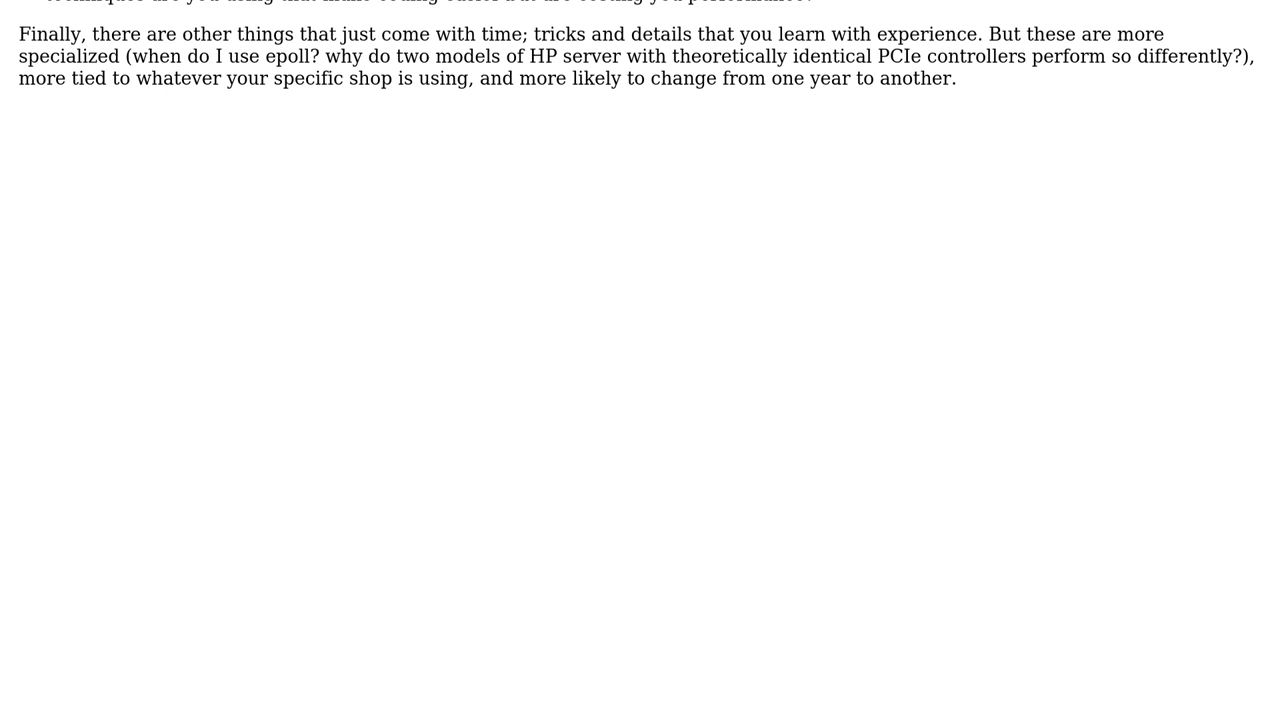 Finally, there are other things that just come with time; tricks and details that you learn with experience. But these are more
specialized (when do I use epoll? why do two models of HP server with theoretically identical PCIe controllers perform so differently?),
more tied to whatever your specific shop is using, and more likely to change from one year to another.